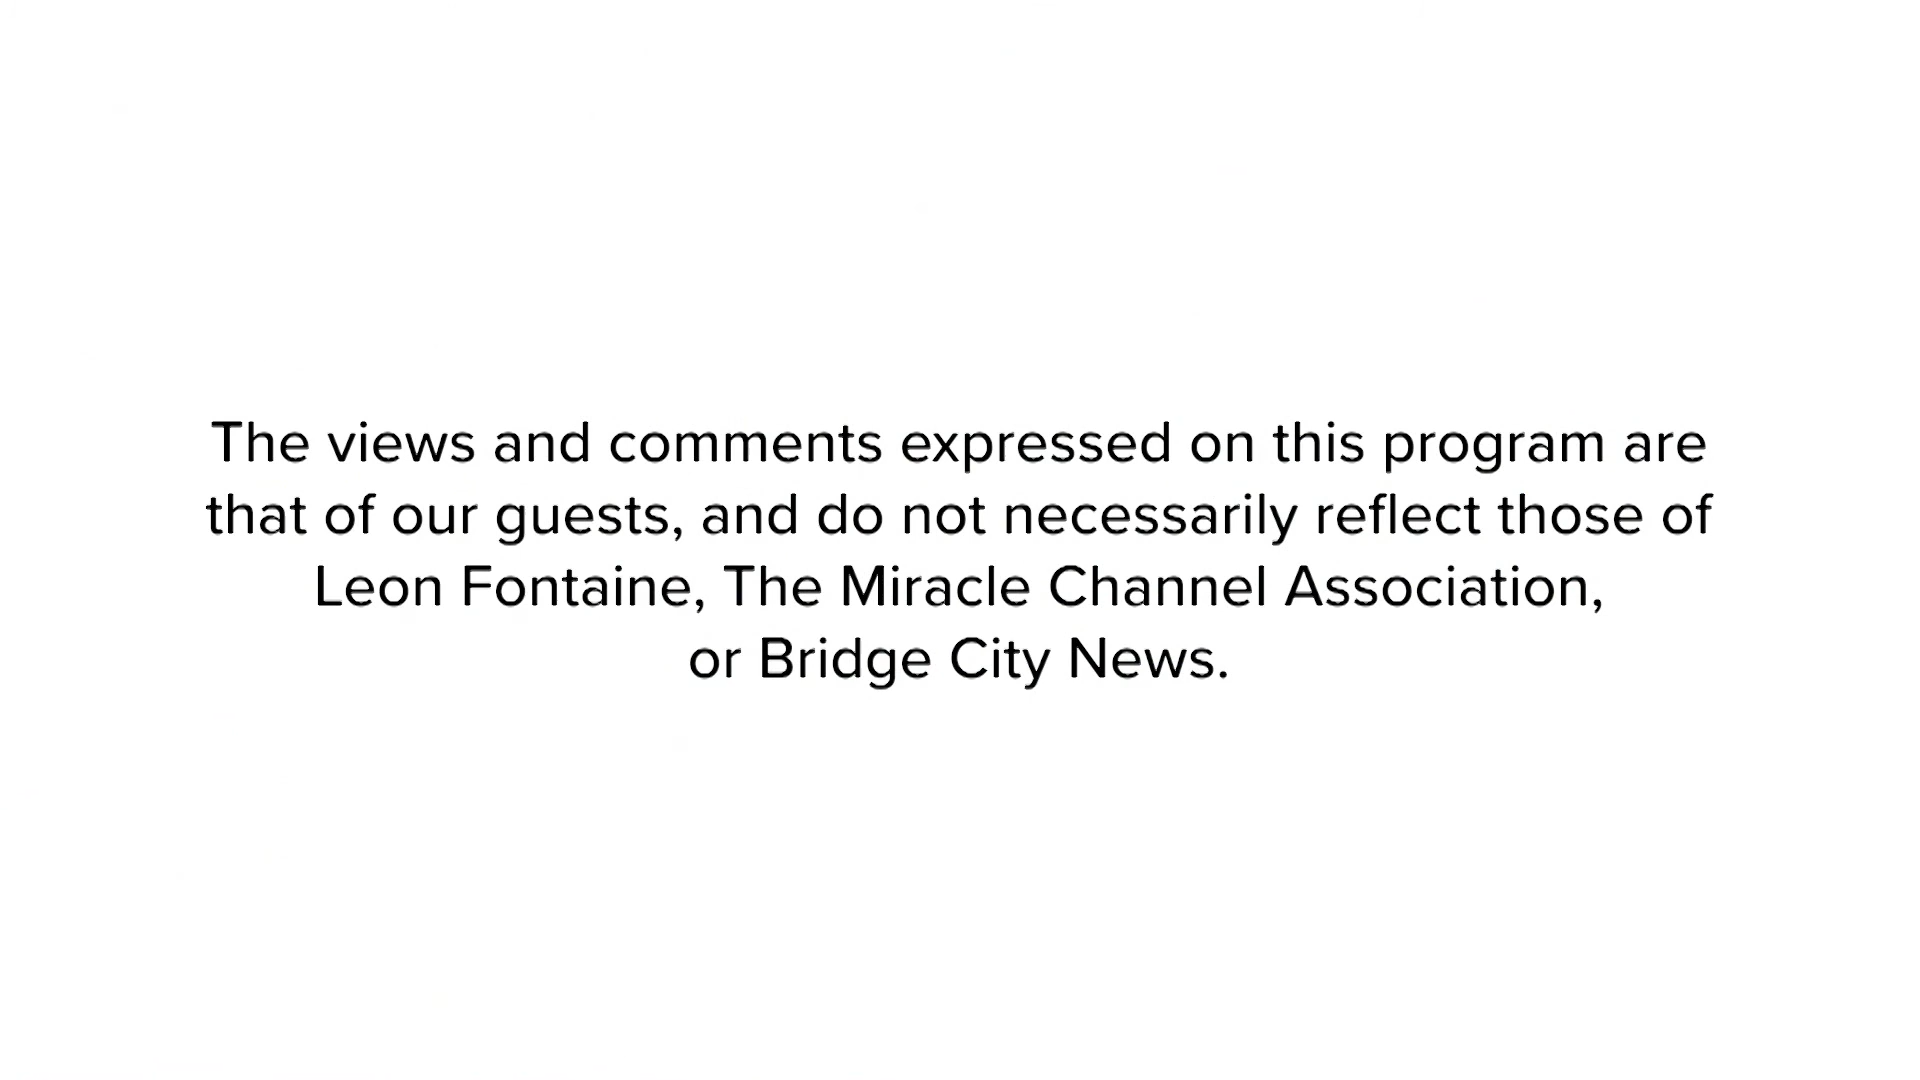 The views and comments expressed on this program are
that of our guests, and do not necessarily reflect those of
Leon Fontaine, The Miracle Channel Association,
or Bridge City News.